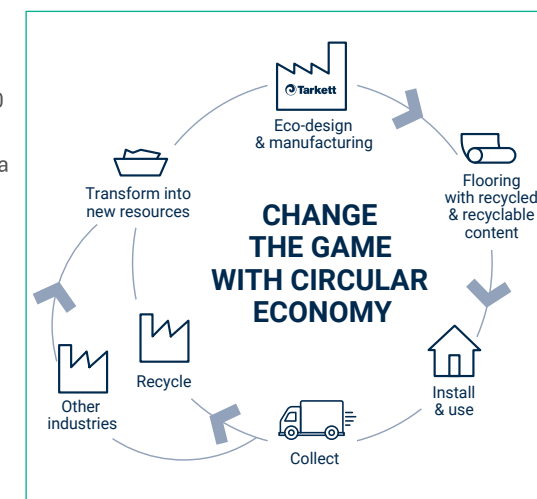 0
a
Tarkett
Eco-design
& manufacturing
Flooring
with recycled
& recyclable
content
Transform into
new resources
CHANGE
THE GAME
WITH CIRCULAR
ECONOMY
Recycle
Other
industries
Install
& use
Collect